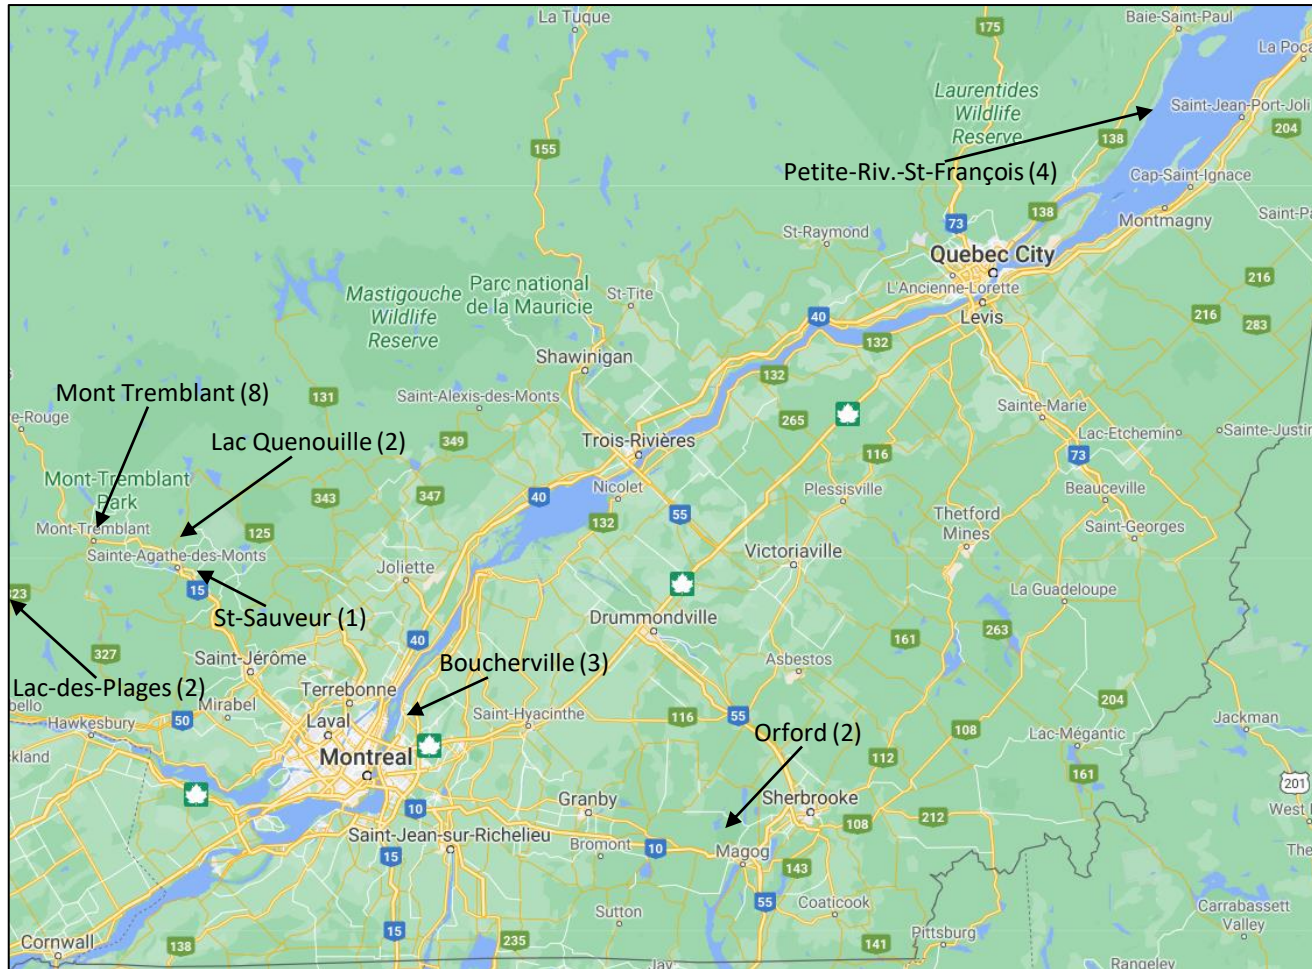 La Tuque
175
Baie-Saint-Paul
La Poca
Laurentides
Wildlife
Reserve
Saint-Jean-Port-Joli
204
155
138
Petite-Riv.-St-François (4)
Cap-Saint-Ignace
138
Montmagny
Saint-Pa
St-Raymond
73
Quebec City
L'Ancienne-Lorette
Levis
216
Parc national
de la Mauricie
Mastigouche
Wildlife
Reserve
St-Tite
40
132
216
283
Shawinigan
132
Mont Tremblant (8)
131
Saint-Alexis-des-Monts
re-Rouge
265
Sainte-Marie
Lac Quenouille (2)
349
Trois-Rivières
116
Lac-Etchemin
Sainte-Justin
73
Mont-Tremblant
Park
343
347
40
Nicolet
Plessisville
Beauceville
132
55
Thetford
Mines
Saint-Georges
Mont-Tremblant
125
Sainte-Agathe-des-Monts
Victoriaville
Joliette
323
15
La Guadeloupe
St-Sauveur (1)
Drummondville
263
40
161
327
Saint-Jérôme
Boucherville (3)
Asbestos
Lac-des-Plages (2)
Terrebonne
204
bello
Mirabel
Saint-Hyacinthe
116
55
Hawkesbury
50
Laval
Orford (2)
108
Jackman
Lac-Mégantic
ckland
Montreal
112
161
201
Granby
Sherbrooke
10
West
108
212
Saint-Jean-sur-Richelieu
Bromont
10
Magog
15
143
The
55
Coaticook
Carrabassett
Valley
Sutton
15
235
Cornwall
138
141
Pittsburg
Jay
Rangeley